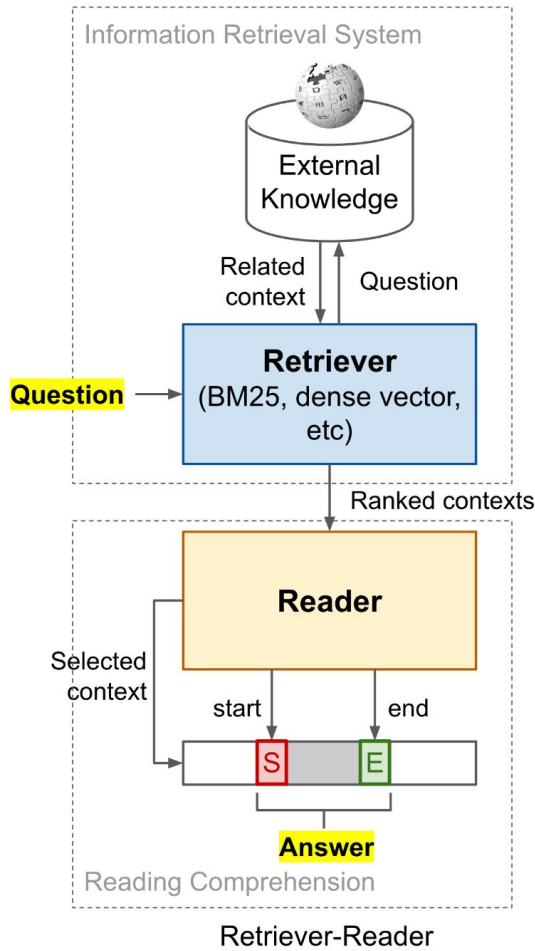 Information Retrieval System
External
Knowledge
Related
context
Question
Retriever
(BM25, dense vector,
etc)
Question
Ranked contexts
Reader
Selected
context
start
end
S
E
Answer
Reading Comprehension
Retriever-Reader